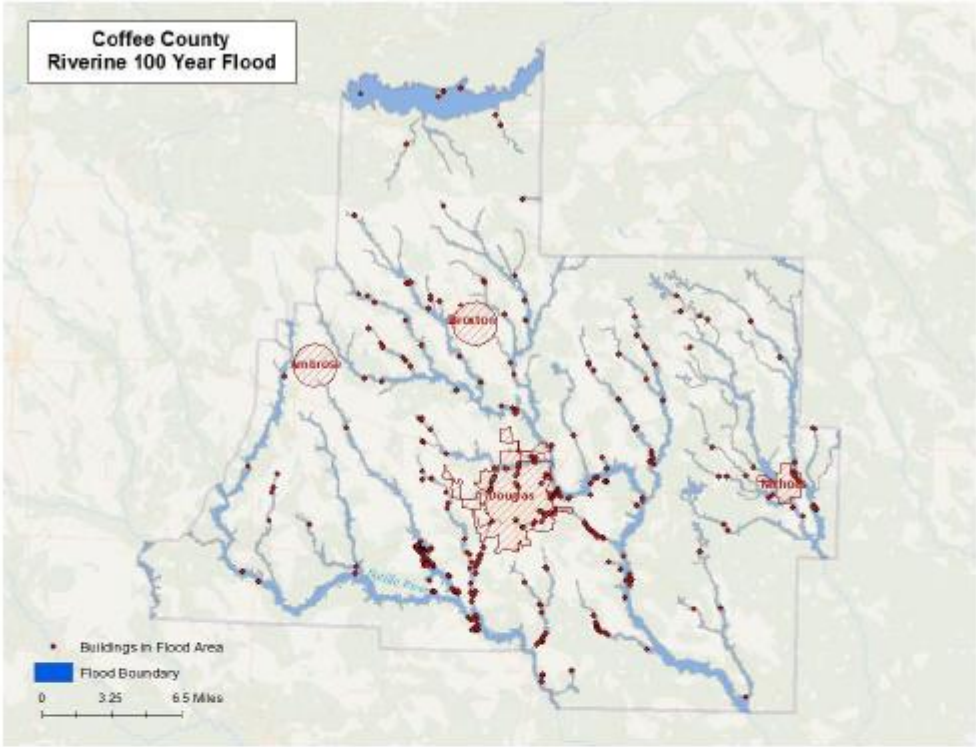 Coffee County
Riverine 100 Year Flood
Broxton
Ambrose
Douglas
Nicholls
Buildings in Flood Area
Flood Boundary
0 3.25 6.5 Miles